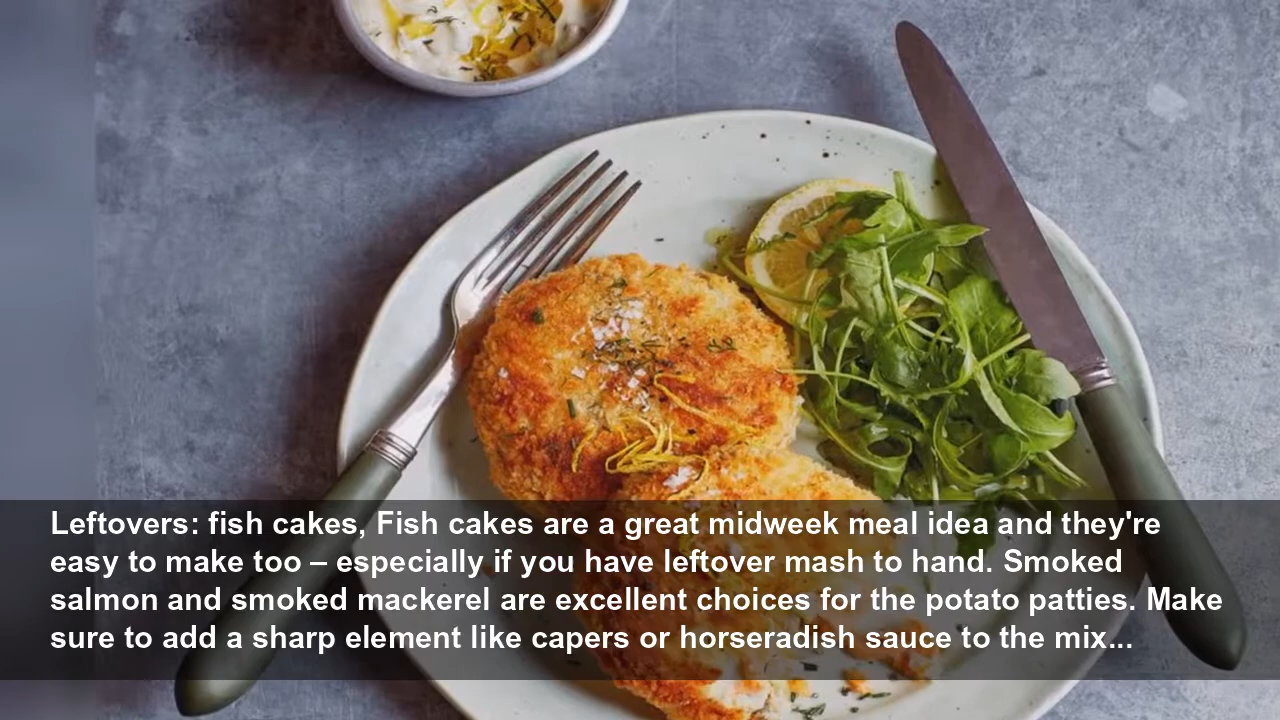 Leftovers: fish cakes, Fish cakes are a great midweek meal idea and they're
easy to make too – especially if you have leftover mash to hand. Smoked
salmon and smoked mackerel are excellent choices for the potato patties. Make
sure to add a sharp element like capers or horseradish sauce to the mix...